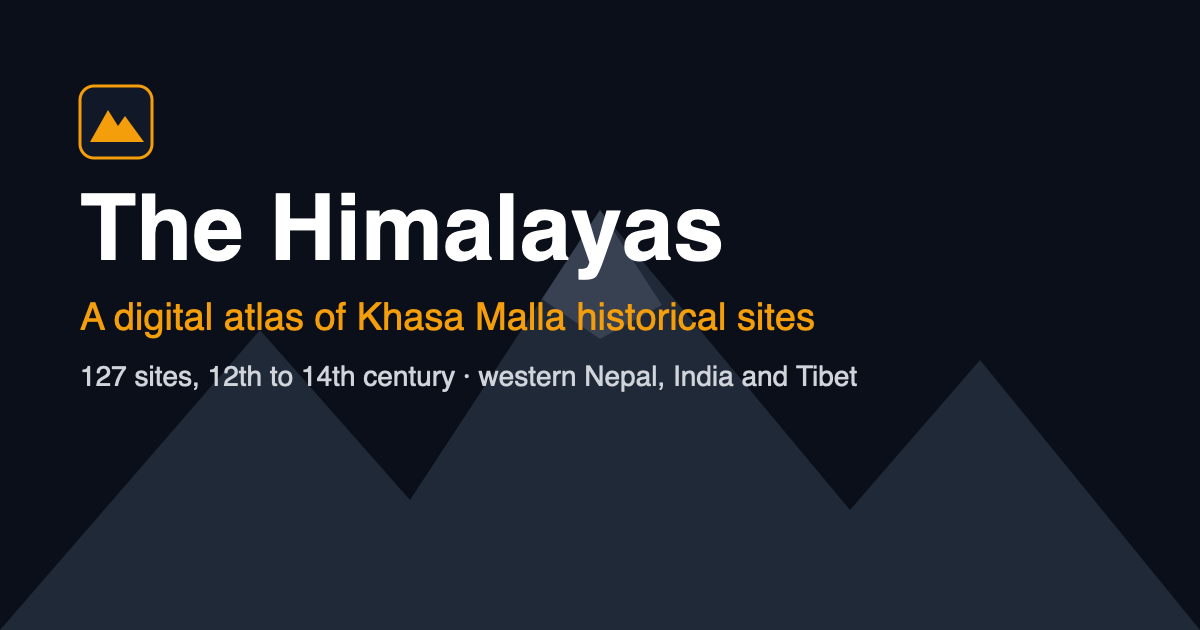 The Himalayas
A digital atlas of Khasa Malla historical sites
127 sites, 12th to 14th century · western Nepal, India and Tibet